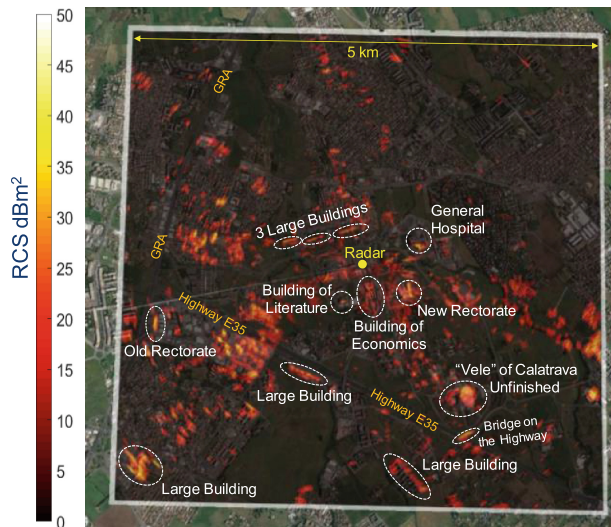 50
45
40
35
30
25
20
15
10
5
0
RCS dBm²
5 km
GRA
GRA
3 Large Buildings
General
Hospital
Radar
Highway E35
Building of
Literature
New Rectorate
Building of
Economics
Old Rectorate
Large Building
"Vele" of Calatrava
Unfinished
Highway E35
Bridge on
the Highway
Large Building
Large Building